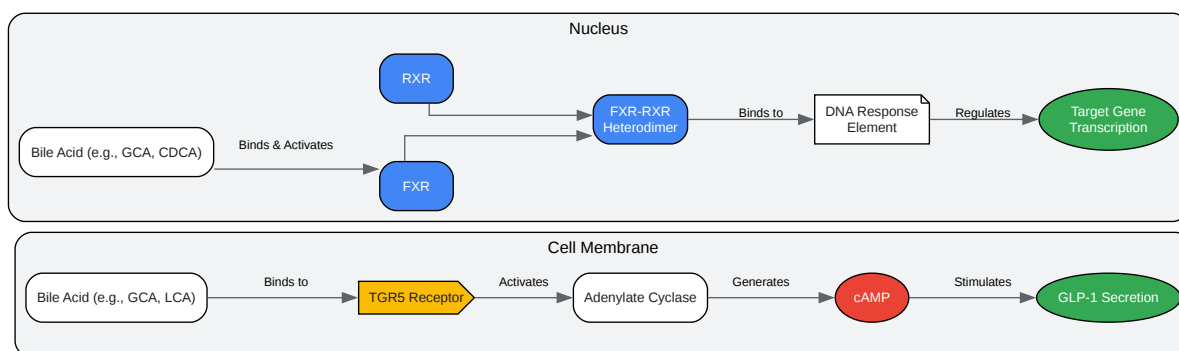 Nucleus
RXR
FXR-RXR
Heterodimer
Binds to
DNA Response
Element
Regulates
Target Gene
Transcription
Bile Acid (e.g., GCA, CDCA)
Binds & Activates
FXR
Cell Membrane
Bile Acid (e.g., GCA, LCA)
Binds to
TGR5 Receptor
Activates
Adenylate Cyclase
Generates
cAMP
Stimulates
GLP-1 Secretion